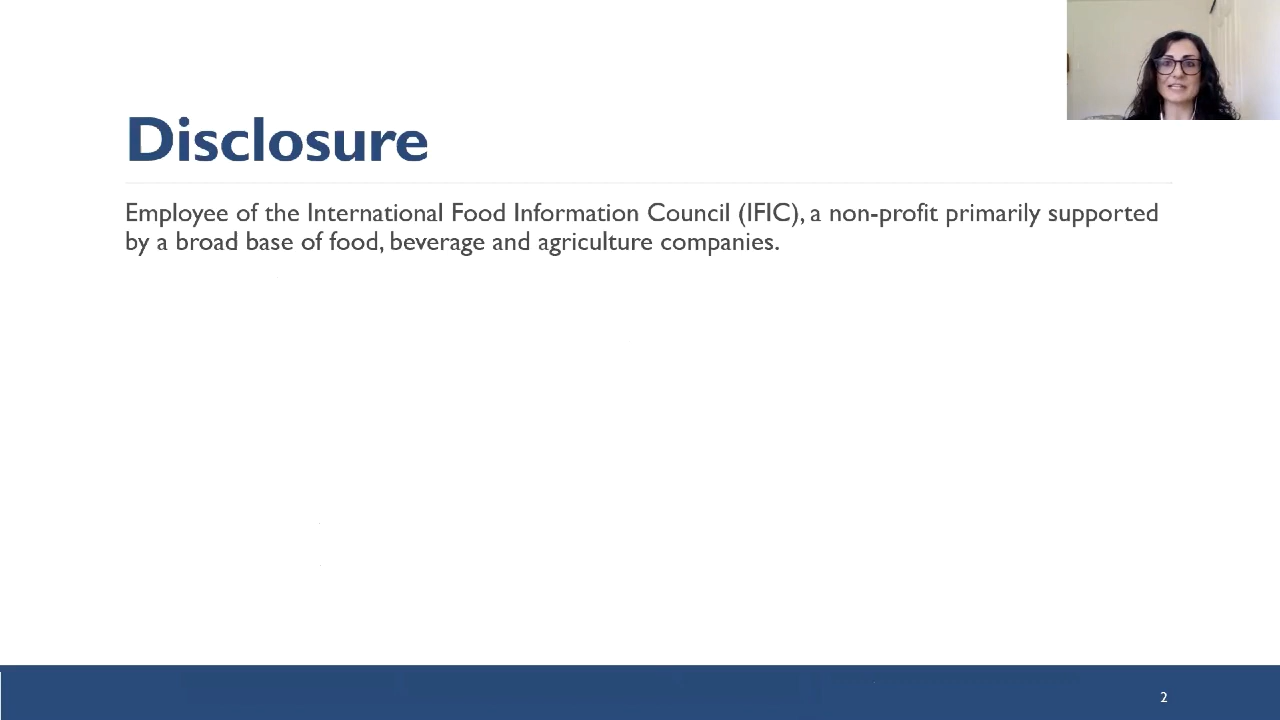 Disclosure
Employee of the International Food Information Council (IFIC), a non-profit primarily supported
by a broad base of food, beverage and agriculture companies.
2